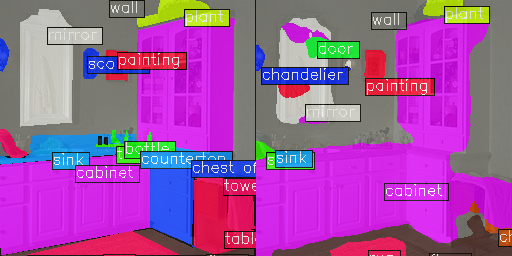 wall
plant
mirror
sco
painting
bottle
sink
countertop
cabinet
chest of
towe
table
wall
plant
door
chandelier
painting
mirror
sink
cabinet